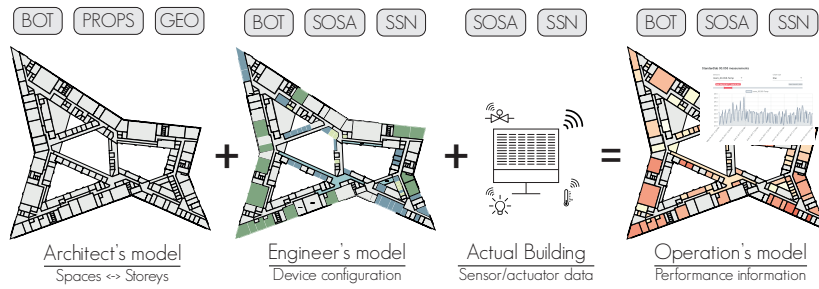 BOT PROPS GEO BOT SOSA SSN SOSA SSN BOT SOSA SSN
+ + =
Architect's model Engineer's model Actual Building Operation's model
Spaces <-> Storeys Device configuration Sensor/actuator data Performance information